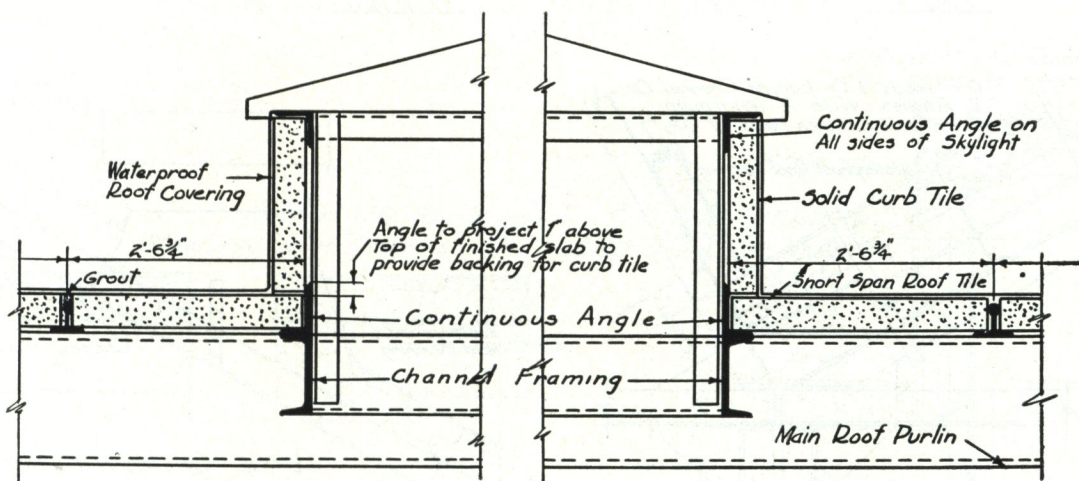 Continuous Angle on
All sides of Skylight
Waterproof
Roof Covering
Solid Curb Tile
Angle to project 1" above
Top of finished slab to
provide backing for curb tile
2'-6¾"
2'-6¾"
Grout
Short Span Roof Tile
Continuous Angle
Channel Framing
Main Roof Purlin